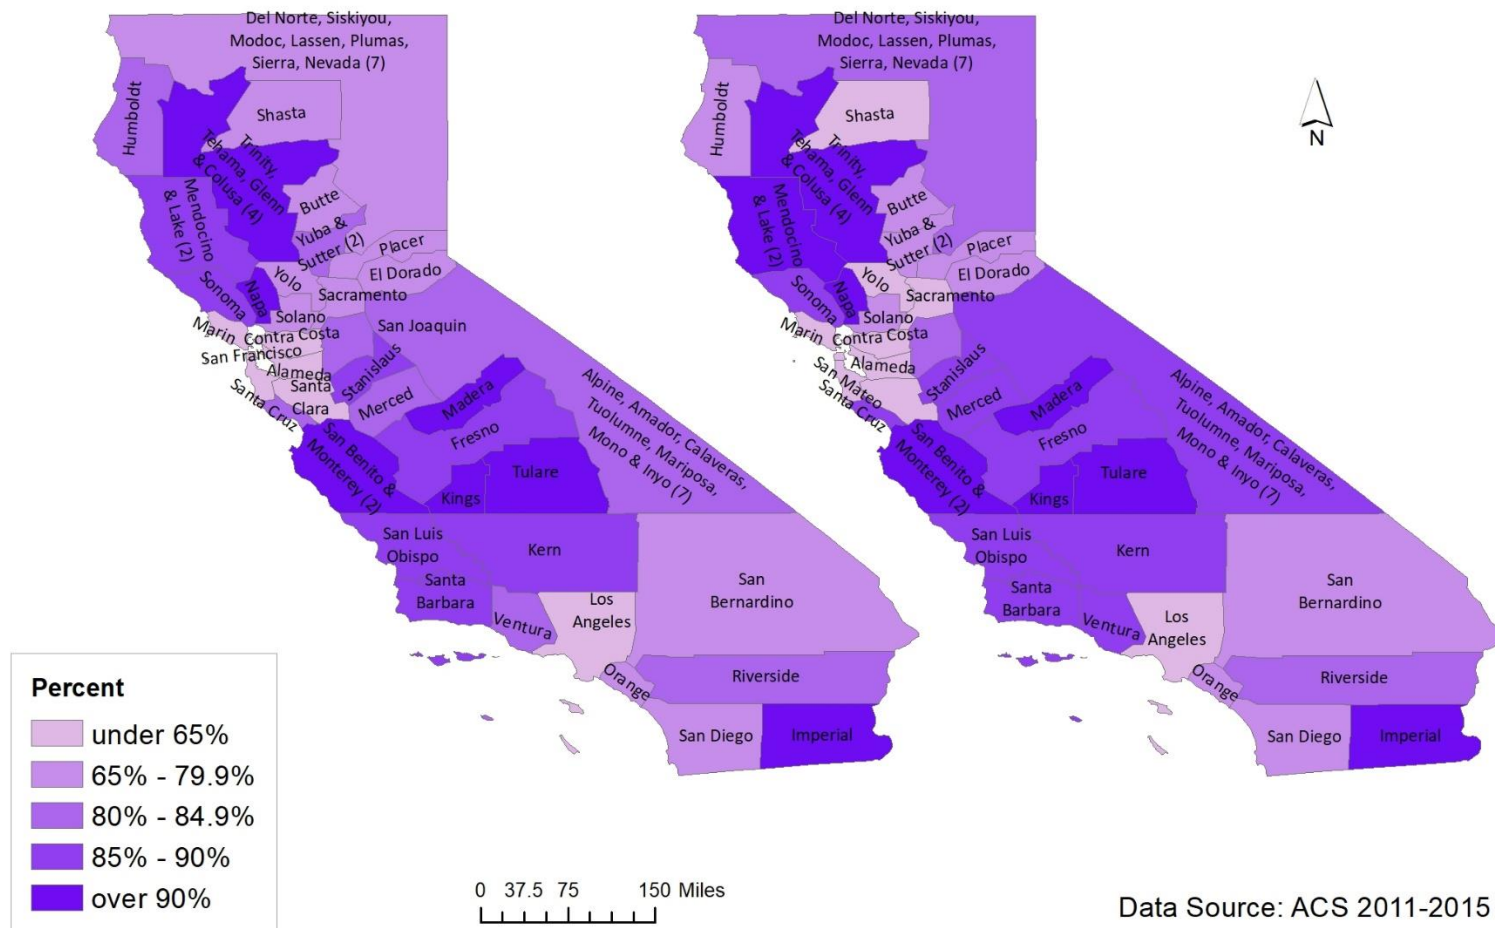 Del Norte, Siskiyou,
Modoc, Lassen, Plumas,
Sierra, Nevada (7)
Humboldt
Shasta
Trinity,
Tehama, Glenn
& Colusa (4)
Mendocino
& Lake (2)
Butte
Yuba &
Sutter (2)
Placer
El Dorado
Yolo
Napa
Sonoma
Sacramento
Solano
Marin
Contra Costa
San Joaquin
San Francisco
Alameda
Santa
Clara
Stanislaus
Santa Cruz
Merced
Madera
Fresno
San Benito &
Monterey (2)
Kings
Tulare
Alpine, Amador, Calaveras,
Tuolumne, Mariposa,
Mono & Inyo (7)
San Luis
Obispo
Kern
Santa
Barbara
Ventura
Los
Angeles
San
Bernardino
Orange
Riverside
San Diego
Imperial
Del Norte, Siskiyou,
Modoc, Lassen, Plumas,
Sierra, Nevada (7)
Humboldt
Shasta
Trinity,
Tehama, Glenn
& Colusa (4)
Mendocino
& Lake (2)
Butte
Yuba &
Sutter (2)
Placer
El Dorado
Yolo
Napa
Sonoma
Sacramento
Solano
Marin
Contra Costa
Alameda
San Mateo
Santa Cruz
Stanislaus
Merced
Madera
Fresno
San Benito &
Monterey (2)
Kings
Tulare
Alpine, Amador, Calaveras,
Tuolumne, Mariposa,
Mono & Inyo (7)
San Luis
Obispo
Kern
Santa
Barbara
Ventura
Los
Angeles
San
Bernardino
Orange
Riverside
San Diego
Imperial
N
Percent
under 65%
65% - 79.9%
80% - 84.9%
85% - 90%
over 90%
0 37.5 75 150 Miles
Data Source: ACS 2011-2015